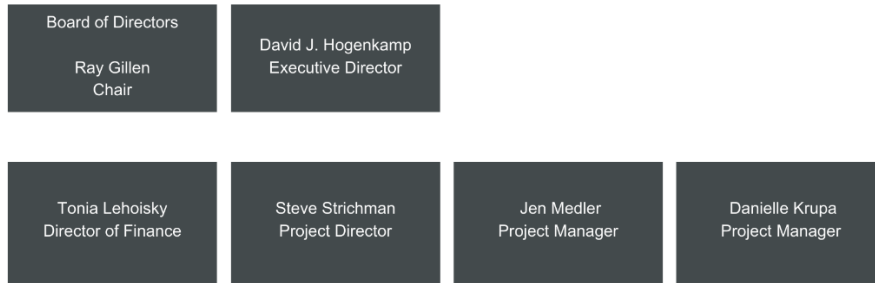 Board of Directors
Ray Gillen
Chair
David J. Hogenkamp
Executive Director
Tonia Lehoisky
Director of Finance
Steve Strichman
Project Director
Jen Medler
Project Manager
Danielle Krupa
Project Manager